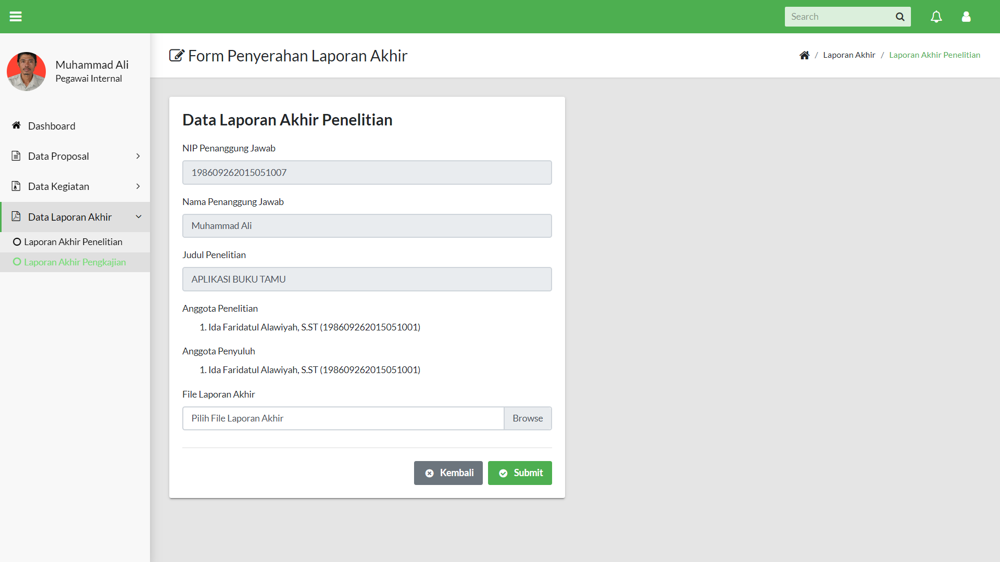 Search
Muhammad Ali
Pegawai Internal
Dashboard
Data Proposal
Data Kegiatan
Data Laporan Akhir
Laporan Akhir Penelitian
Laporan Akhir Pengkajian
Form Penyerahan Laporan Akhir
/ Laporan Akhir / Laporan Akhir Penelitian
Data Laporan Akhir Penelitian
NIP Penanggung Jawab
198609262015051007
Nama Penanggung Jawab
Muhammad Ali
Judul Penelitian
APLIKASI BUKU TAMU
Anggota Penelitian
1. Ida Faridatul Alawiyah, S.ST (198609262015051001)
Anggota Penyuluh
1. Ida Faridatul Alawiyah, S.ST (198609262015051001)
File Laporan Akhir
Pilih File Laporan Akhir Browse
Kembali Submit